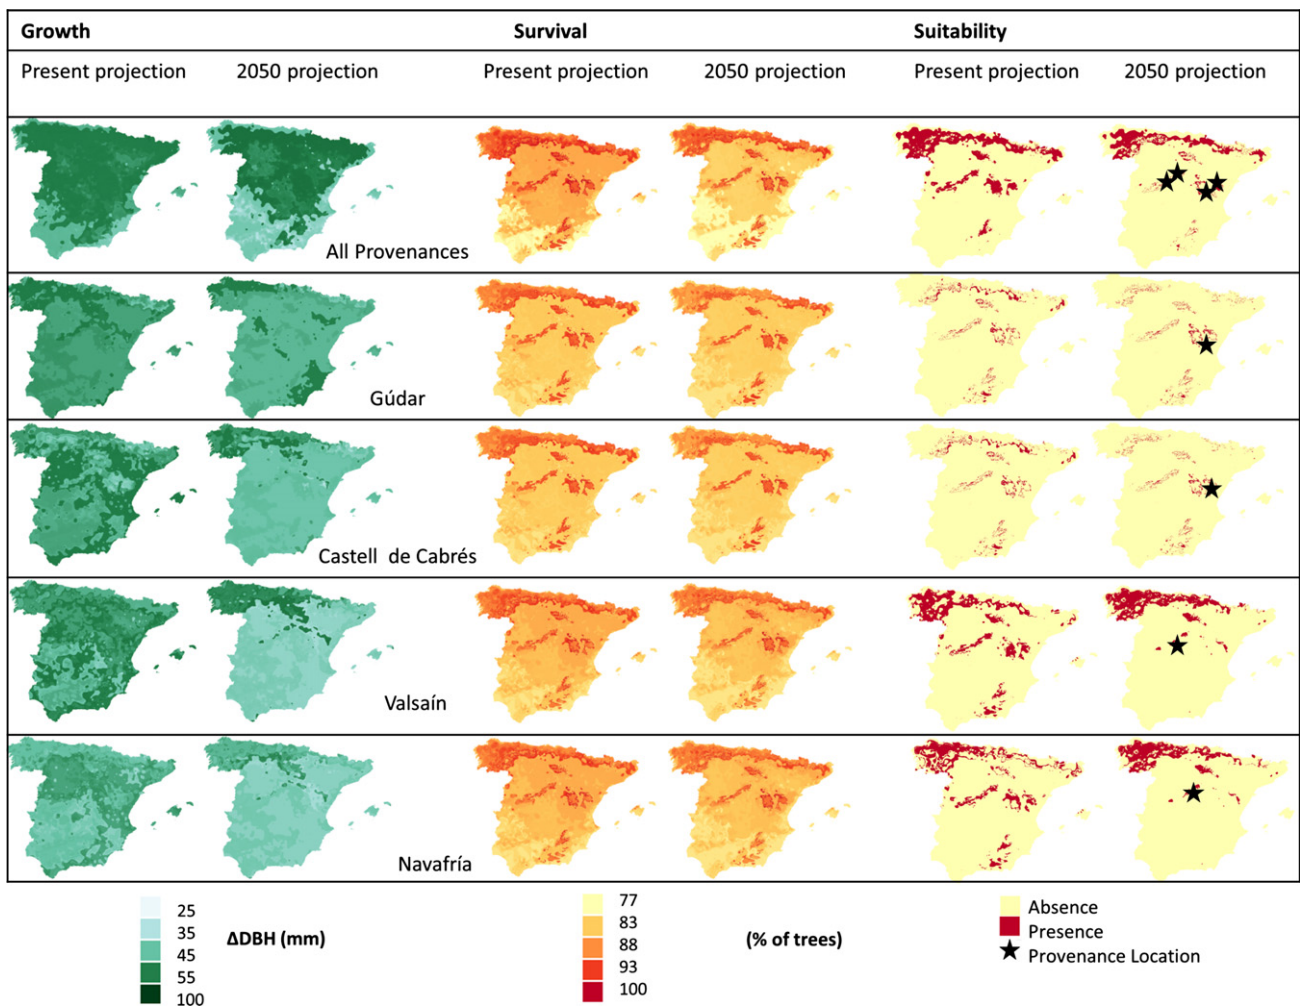 Growth Survival Suitability
Present projection 2050 projection Present projection 2050 projection Present projection 2050 projection
All Provenances
Gúdar
Castell de Cabrés
Valsaín
Navafría
25
35
45
55
100
ΔDBH (mm)
77
83
88
93
100
(% of trees)
Absence
Presence
Provenance Location